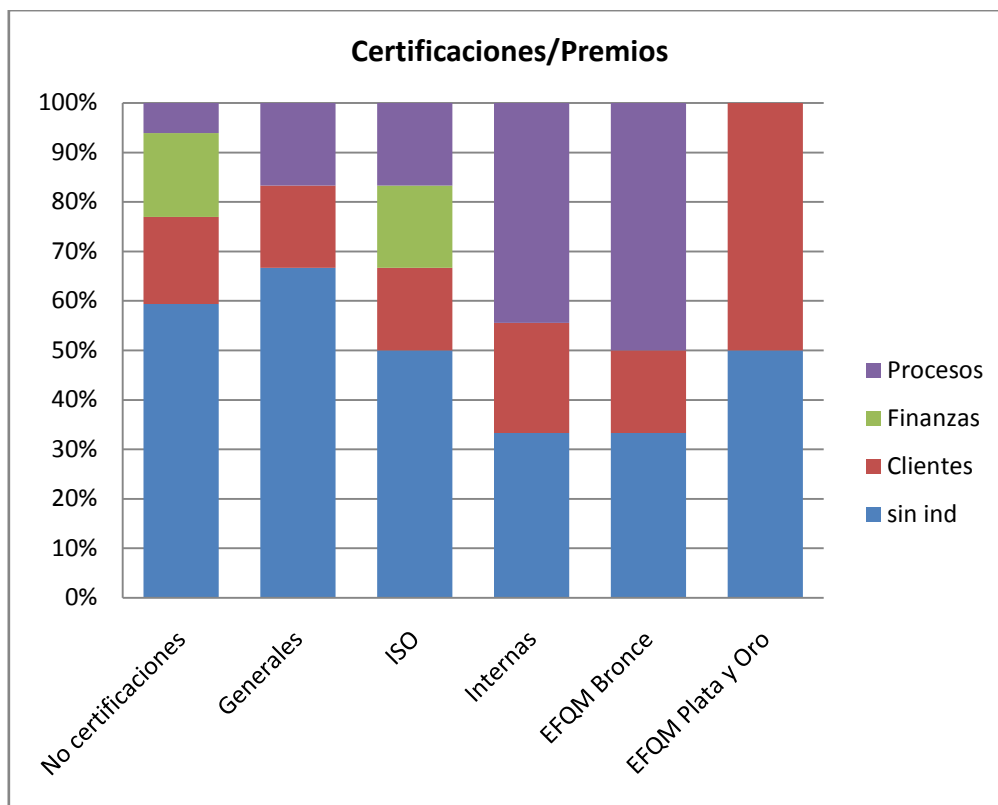 Certificaciones/Premios
100%
90%
80%
70%
60%
50%
40%
30%
20%
10%
0%
No certificaciones
Generales
ISO
Internas
EFQM Bronce
EFQM Plata y Oro
Procesos
Finanzas
Clientes
sin ind